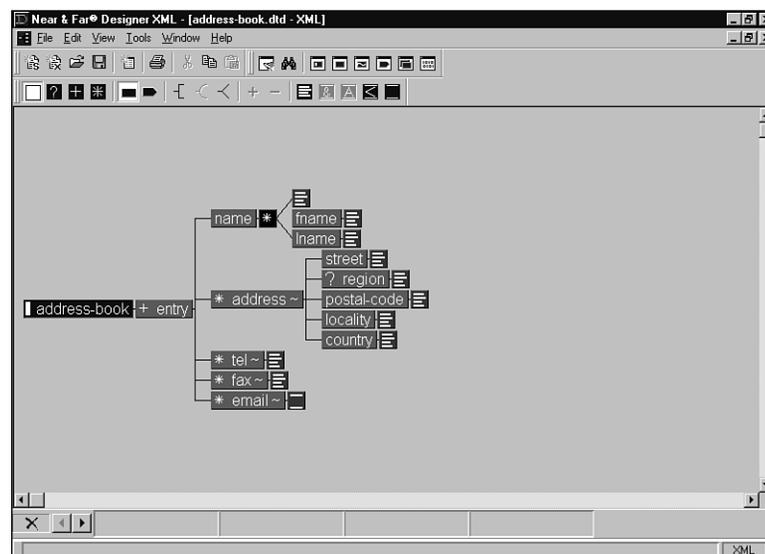 Near & Far® Designer XML - [address-book.dtd - XML]
File Edit View Tools Window Help
name *
fname
lname
street
? region
* address ~
postal-code
address-book + entry
locality
country
* tel ~
* fax ~
* email ~
XML